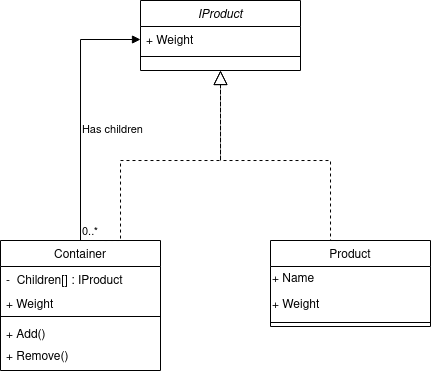 IProduct
+ Weight
Has children
0..*
Container
- Children[] : IProduct
+ Weight
+ Add()
+ Remove()
Product
+ Name
+ Weight